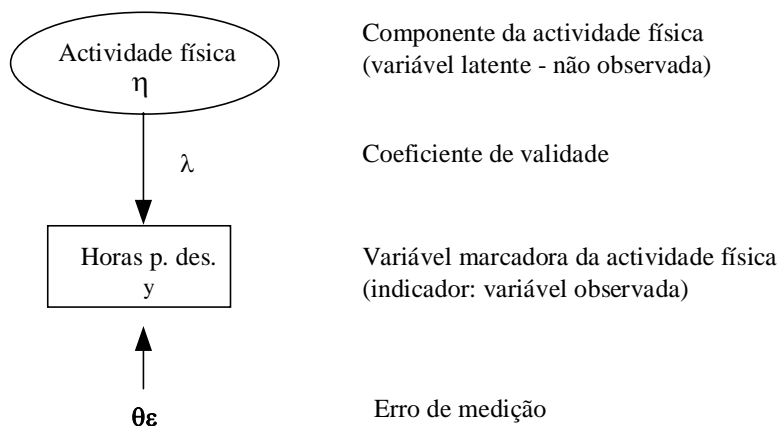 Actividade física
η
Componente da actividade física
(variável latente - não observada)
λ
Coeficiente de validade
Horas p. des.
y
Variável marcadora da actividade física
(indicador: variável observada)
θε
Erro de medição